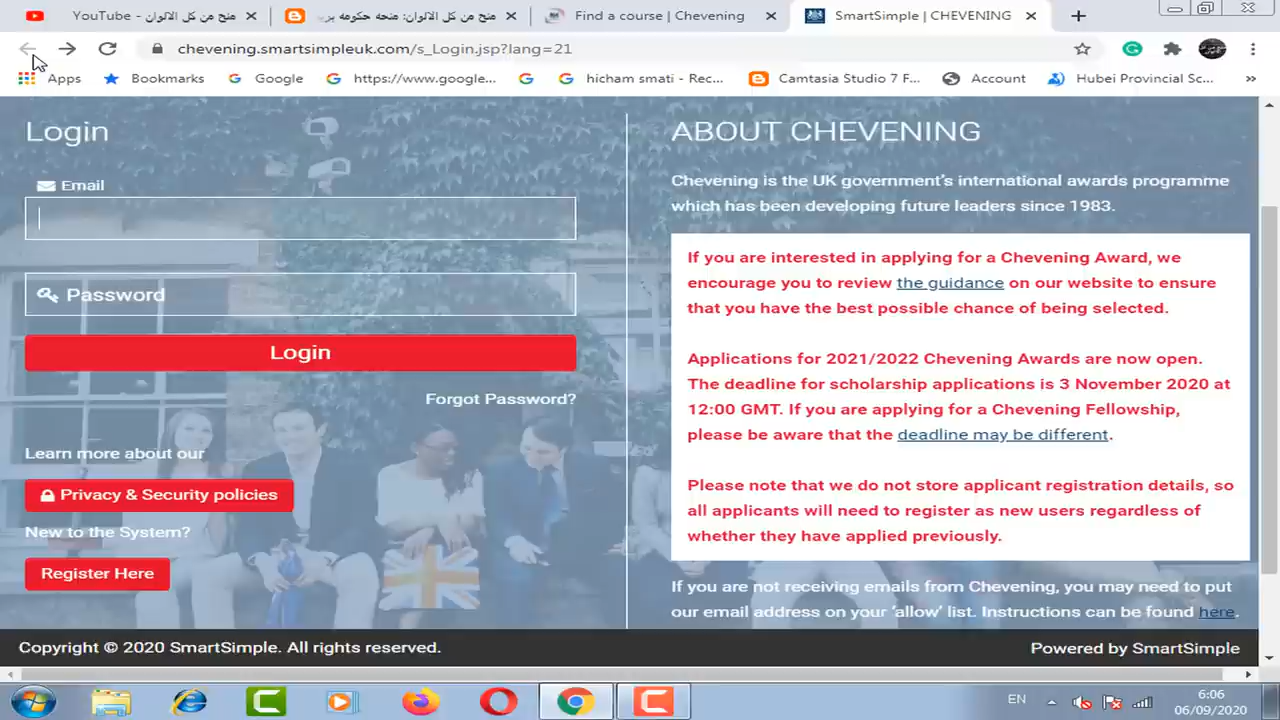 YouTube - منح من كل الالوان
منح من كل الالوان: منحه حكومه بري
Find a course | Chevening
SmartSimple | CHEVENING
chevening.smartsimpleuk.com/s_Login.jsp?lang=21
Apps
Bookmarks
Google
https://www.google...
hicham smati - Rec...
Camtasia Studio 7 F...
Account
Hubei Provincial Sc...
»
Login
Email
Password
Login
Forgot Password?
Learn more about our
Privacy & Security policies
New to the System?
Register Here
ABOUT CHEVENING
Chevening is the UK government's international awards programme
which has been developing future leaders since 1983.
If you are interested in applying for a Chevening Award, we
encourage you to review the guidance on our website to ensure
that you have the best possible chance of being selected.
Applications for 2021/2022 Chevening Awards are now open.
The deadline for scholarship applications is 3 November 2020 at
12:00 GMT. If you are applying for a Chevening Fellowship,
please be aware that the deadline may be different.
Please note that we do not store applicant registration details, so
all applicants will need to register as new users regardless of
whether they have applied previously.
If you are not receiving emails from Chevening, you may need to put
our email address on your 'allow' list. Instructions can be found here.
Copyright © 2020 SmartSimple. All rights reserved.
Powered by SmartSimple
EN
6:06
06/09/2020